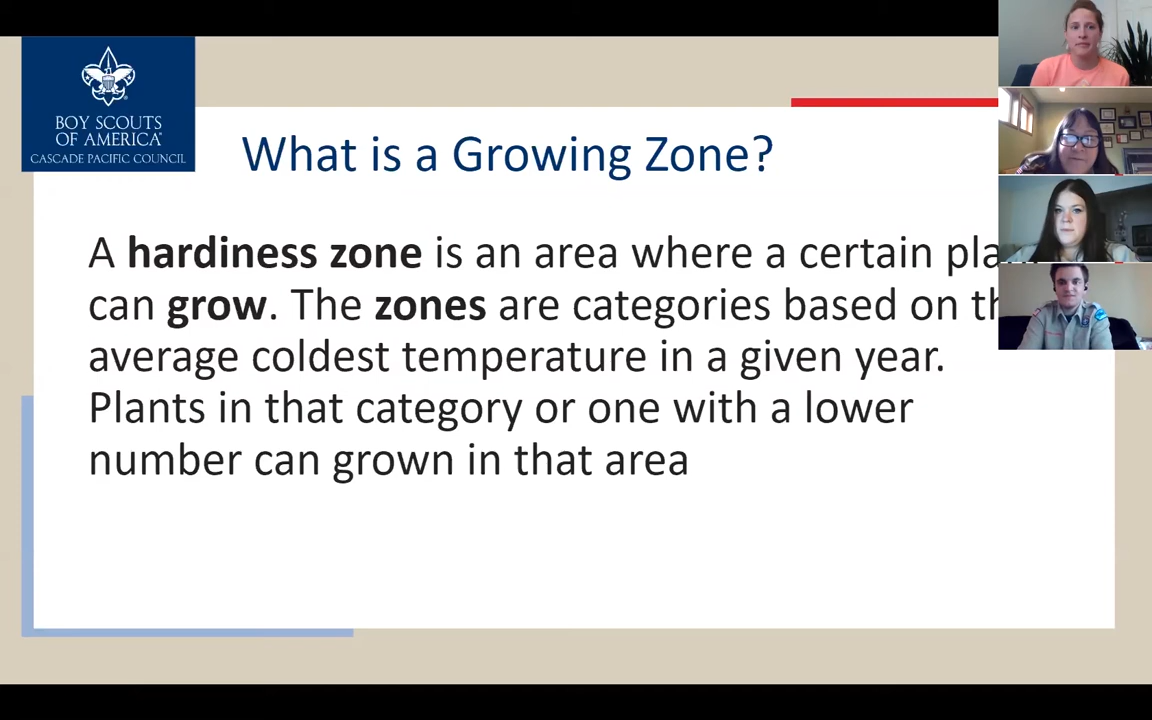 BOY SCOUTS
OF AMERICA®
CASCADE PACIFIC COUNCIL
What is a Growing Zone?
A hardiness zone is an area where a certain
can grow. The zones are categories based on
average coldest temperature in a given year.
Plants in that category or one with a lower
number can grown in that area